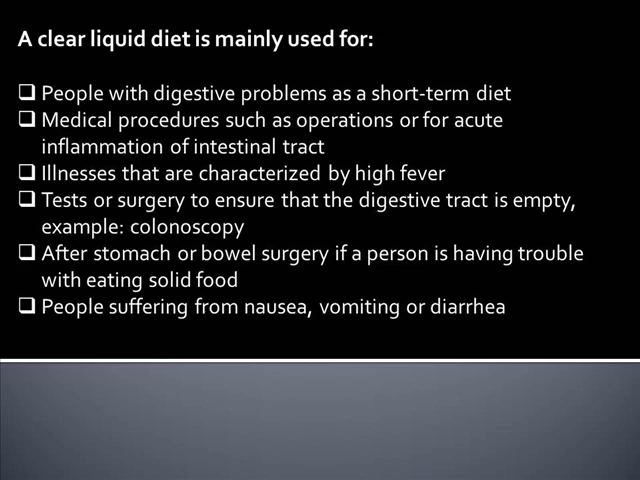 A clear liquid diet is mainly used for:
❑ People with digestive problems as a short-term diet
❑ Medical procedures such as operations or for acute
inflammation of intestinal tract
❑ Illnesses that are characterized by high fever
❑ Tests or surgery to ensure that the digestive tract is empty,
example: colonoscopy
❑ After stomach or bowel surgery if a person is having trouble
with eating solid food
❑ People suffering from nausea, vomiting or diarrhea